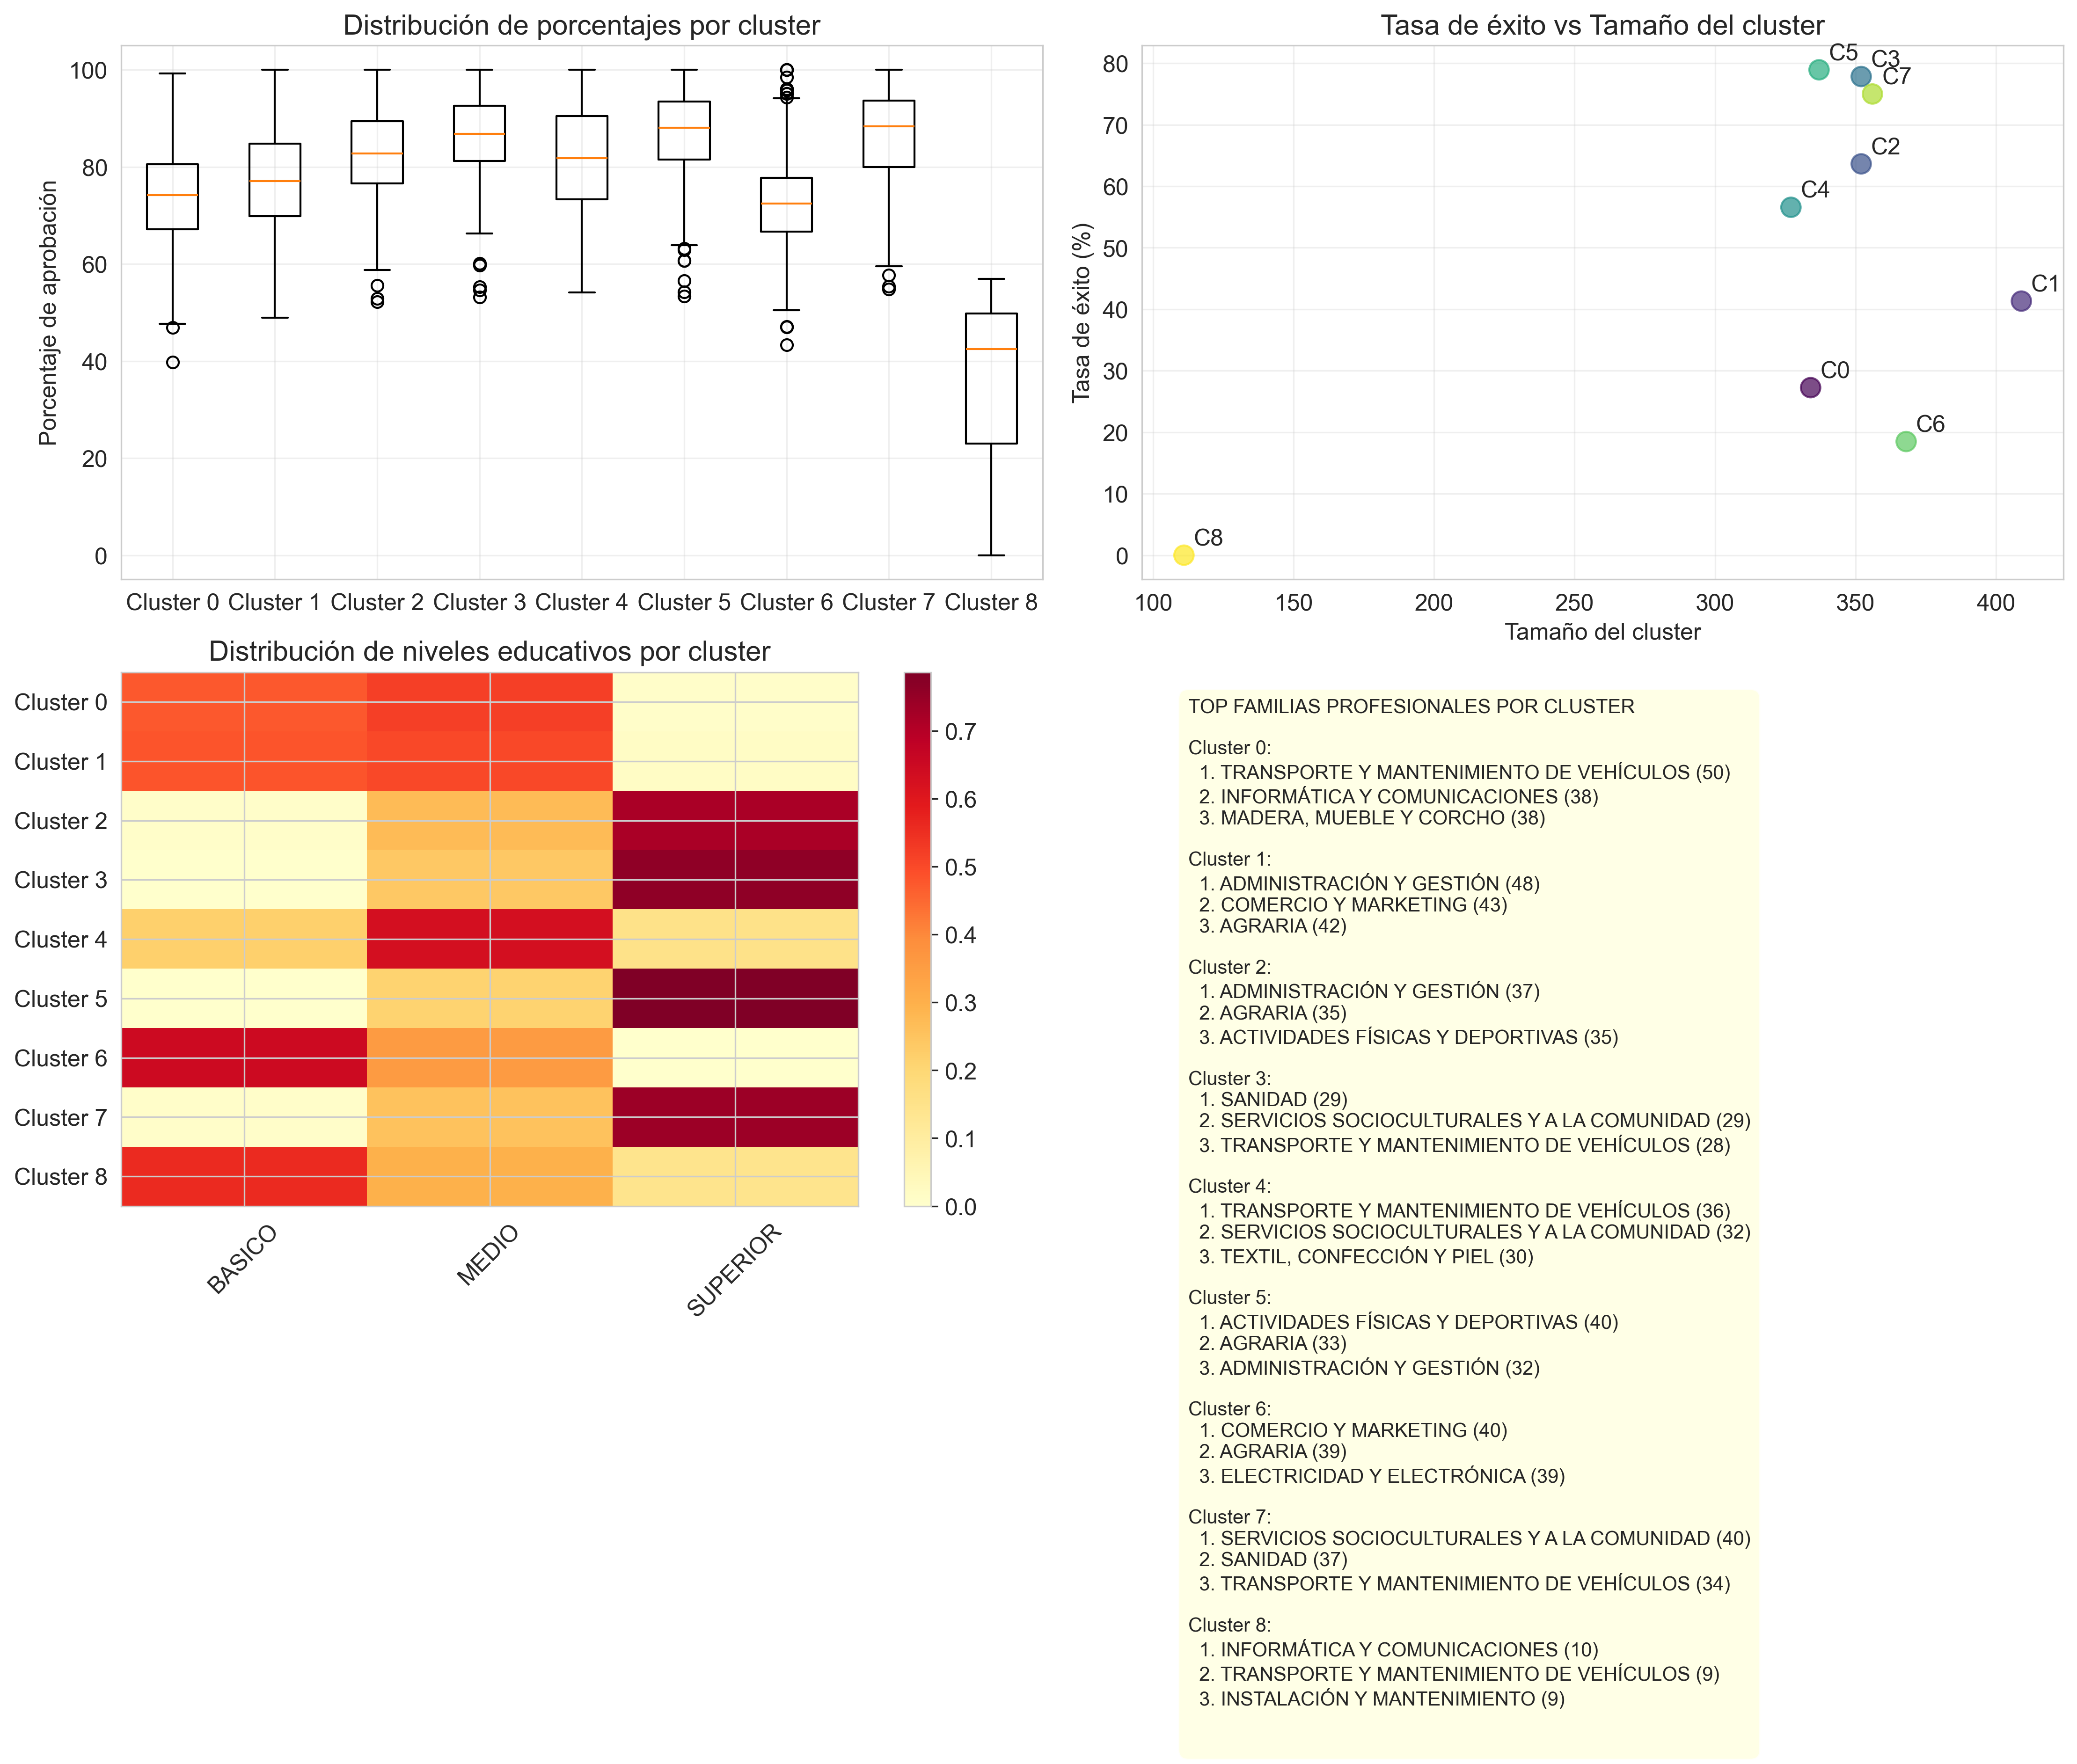 Distribución de porcentajes por cluster
Porcentaje de aprobación
100
80
60
40
20
0
Cluster 0 Cluster 1 Cluster 2 Cluster 3 Cluster 4 Cluster 5 Cluster 6 Cluster 7 Cluster 8
Tasa de éxito vs Tamaño del cluster
Tasa de éxito (%)
80
70
60
50
40
30
20
10
0
C5
C3
C7
C2
C4
C1
C0
C6
C8
100 150 200 250 300 350 400
Tamaño del cluster
Distribución de niveles educativos por cluster
Cluster 0
Cluster 1
Cluster 2
Cluster 3
Cluster 4
Cluster 5
Cluster 6
Cluster 7
Cluster 8
BASICO MEDIO SUPERIOR
0.7
0.6
0.5
0.4
0.3
0.2
0.1
0.0
TOP FAMILIAS PROFESIONALES POR CLUSTER
Cluster 0:
1. TRANSPORTE Y MANTENIMIENTO DE VEHÍCULOS (50)
2. INFORMÁTICA Y COMUNICACIONES (38)
3. MADERA, MUEBLE Y CORCHO (38)
Cluster 1:
1. ADMINISTRACIÓN Y GESTIÓN (48)
2. COMERCIO Y MARKETING (43)
3. AGRARIA (42)
Cluster 2:
1. ADMINISTRACIÓN Y GESTIÓN (37)
2. AGRARIA (35)
3. ACTIVIDADES FÍSICAS Y DEPORTIVAS (35)
Cluster 3:
1. SANIDAD (29)
2. SERVICIOS SOCIOCULTURALES Y A LA COMUNIDAD (29)
3. TRANSPORTE Y MANTENIMIENTO DE VEHÍCULOS (28)
Cluster 4:
1. TRANSPORTE Y MANTENIMIENTO DE VEHÍCULOS (36)
2. SERVICIOS SOCIOCULTURALES Y A LA COMUNIDAD (32)
3. TEXTIL, CONFECCIÓN Y PIEL (30)
Cluster 5:
1. ACTIVIDADES FÍSICAS Y DEPORTIVAS (40)
2. AGRARIA (33)
3. ADMINISTRACIÓN Y GESTIÓN (32)
Cluster 6:
1. COMERCIO Y MARKETING (40)
2. AGRARIA (39)
3. ELECTRICIDAD Y ELECTRÓNICA (39)
Cluster 7:
1. SERVICIOS SOCIOCULTURALES Y A LA COMUNIDAD (40)
2. SANIDAD (37)
3. TRANSPORTE Y MANTENIMIENTO DE VEHÍCULOS (34)
Cluster 8:
1. INFORMÁTICA Y COMUNICACIONES (10)
2. TRANSPORTE Y MANTENIMIENTO DE VEHÍCULOS (9)
3. INSTALACIÓN Y MANTENIMIENTO (9)